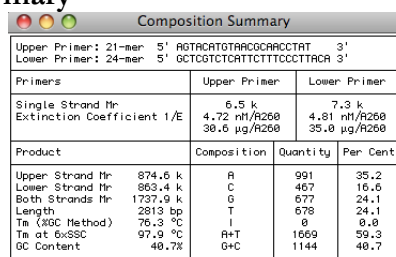 mary
Composition Summary
Upper Primer: 21-mer 5' AGTACATGTAACGCAACCTAT 3'
Lower Primer: 24-mer 5' GCTCGTCTCATTCTTTCCCTTACA 3'
Primers Upper Primer Lower Primer
Single Strand Mr 6.5 k 7.3 k
Extinction Coefficient 1/E 4.72 nM/A260 4.81 nM/A260
30.6 µg/A260 35.0 µg/A260
Product Composition Quantity Per Cent
Upper Strand Mr 874.6 k A 991 35.2
Lower Strand Mr 863.4 k C 467 16.6
Both Strands Mr 1737.9 k G 677 24.1
Length 2813 bp T 678 24.1
Tm (%GC Method) 76.3 °C I 0 0.0
Tm at 6xSSC 97.9 °C A+T 1669 59.3
GC Content 40.7% G+C 1144 40.7